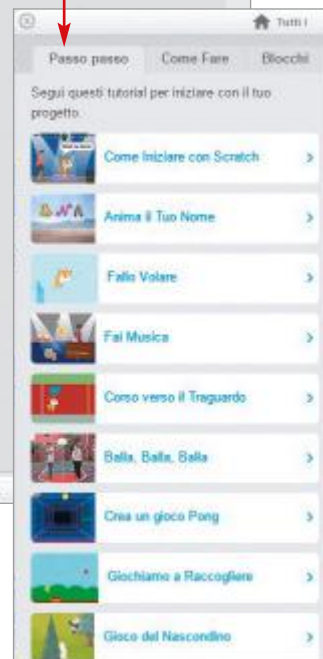 Tutti i
Passo passo Come Fare Blocchi
Segui questi tutorial per iniziare con il tuo
progetto.
Come Iniziare con Scratch
Anima il Tuo Nome
Fallo Volare
Fai Musica
Corso verso il Traguardo
Balla, Balla, Balla
Crea un gioco Pong
Giochiamo a Raccogliere
Gioco del Nascondino